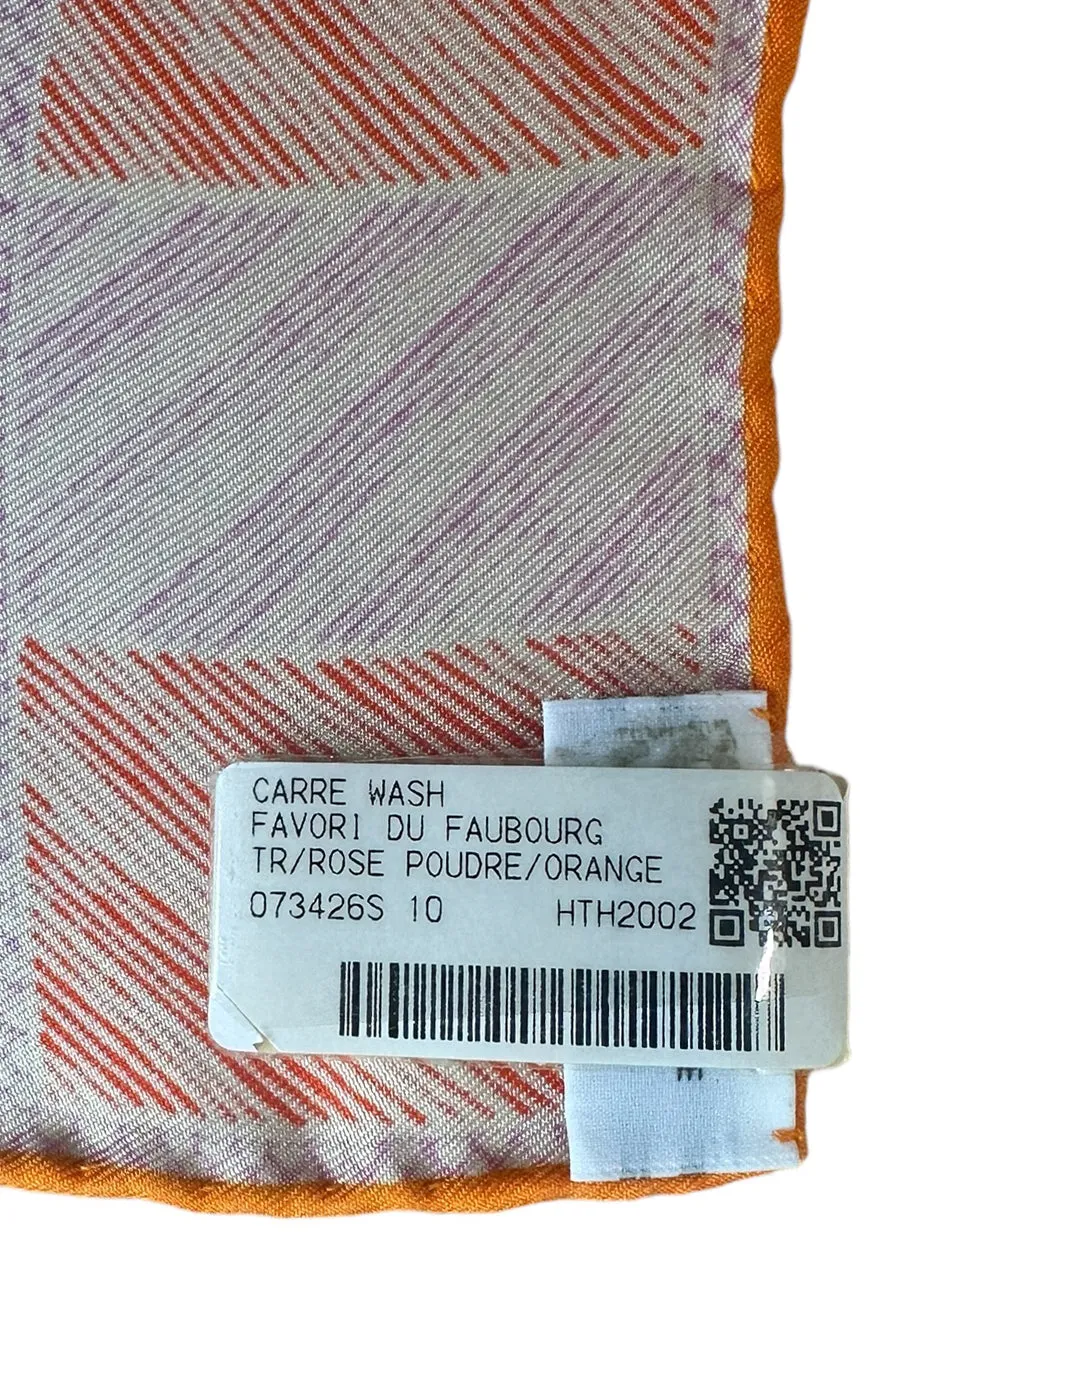 CARRE WASH
FAVORI DU FAUBOURG
TR/ROSE POUDRE/ORANGE
073426S 10 HTH2002